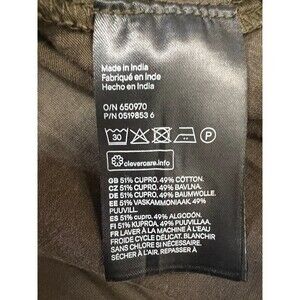 Made in India
Fabriqué en Inde
Hecho en India
O/N 650970
P/N 0519853 6
30
P
clevercare.info
GB 51% CUPRO. 49% COTTON.
CZ 51% CUPRO. 49% BAVLNA.
DE 51% CUPRO. 49% BAUMWOLLE.
EE 51% VASKAMMONIAAK. 49%
PUUVILL.
ES 51% cupro. 49% ALGODÓN.
FI 51% KUPROA. 49% PUUVILLAA.
FR LAVER À LA MACHINE À L'EAU
FROIDE CYCLE DÉLICAT. BLANCHIR
SANS CHLORE SI NÉCESSAIRE.
SÉCHER À L'AIR. REPASSER À